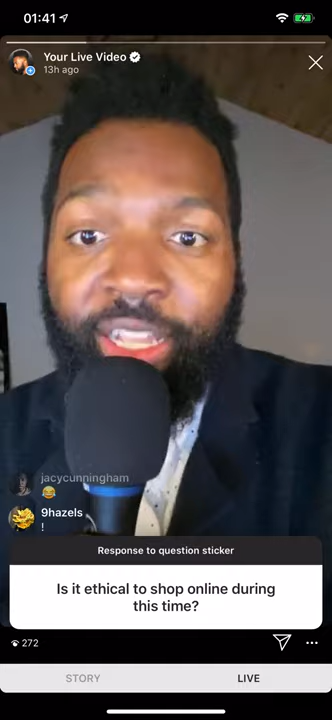 01:41
Your Live Video
13h ago
jacycunningham
😂
9hazels
!
Response to question sticker
Is it ethical to shop online during
this time?
272
STORY
LIVE